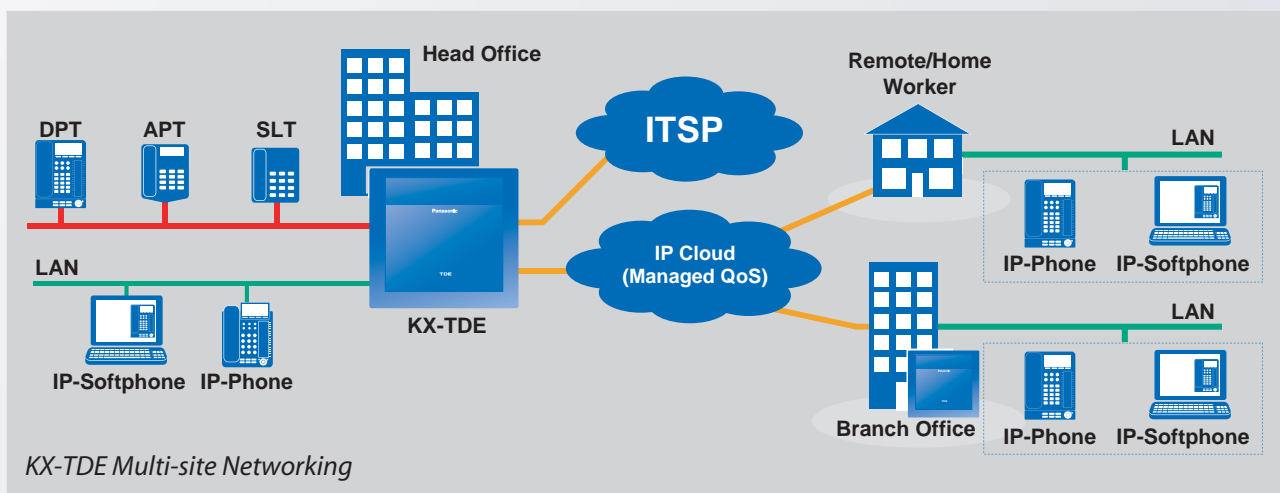 Head Office
Remote/Home
Worker
DPT
APT
SLT
ITSP
LAN
Panasonic
TDE
IP Cloud
(Managed QoS)
IP-Phone
IP-Softphone
LAN
KX-TDE
IP-Softphone
IP-Phone
LAN
TDE
Branch Office
IP-Phone
IP-Softphone
KX-TDE Multi-site Networking